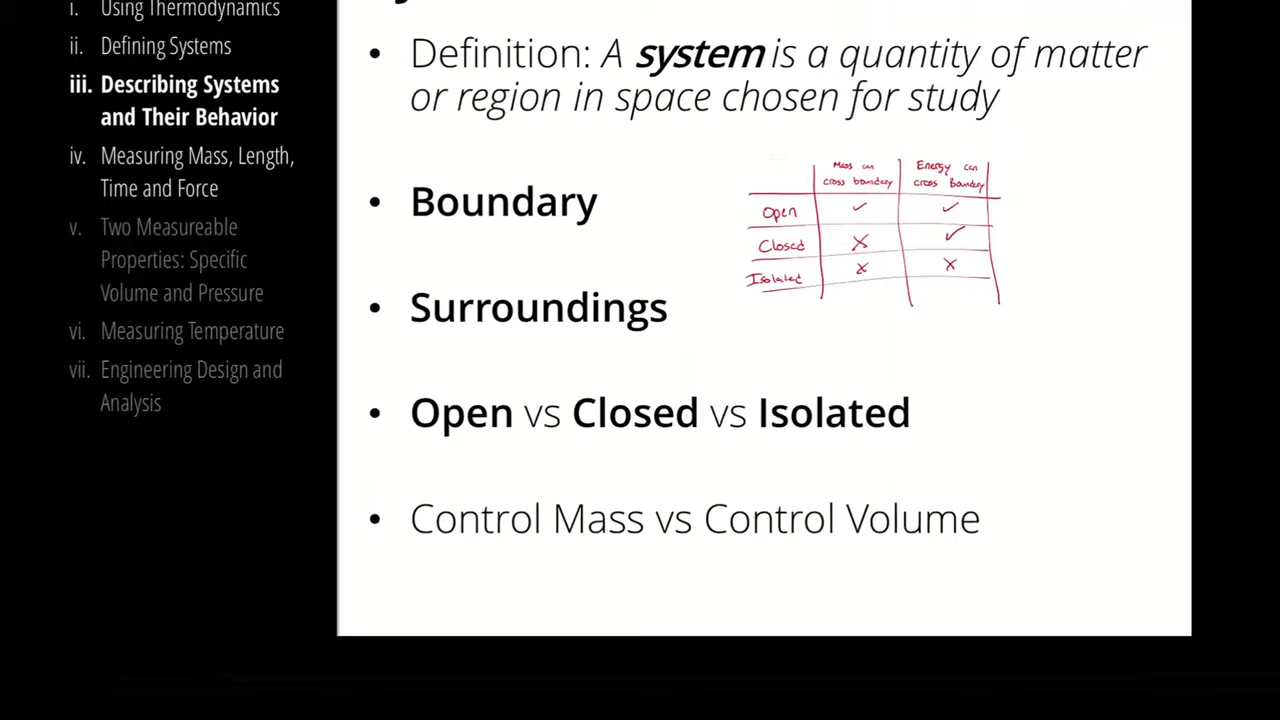 i. Using Thermodynamics
ii. Defining Systems
iii. Describing Systems
and Their Behavior
iv. Measuring Mass, Length,
Time and Force
v. Two Measureable
Properties: Specific
Volume and Pressure
vi. Measuring Temperature
vii. Engineering Design and
Analysis
• Definition: A system is a quantity of matter
or region in space chosen for study
• Boundary
• Surroundings
• Open vs Closed vs Isolated
• Control Mass vs Control Volume
Mass can
cross boundary
Energy can
cross Boundary
Open ✓ ✓
Closed X ✓
Isolated X X